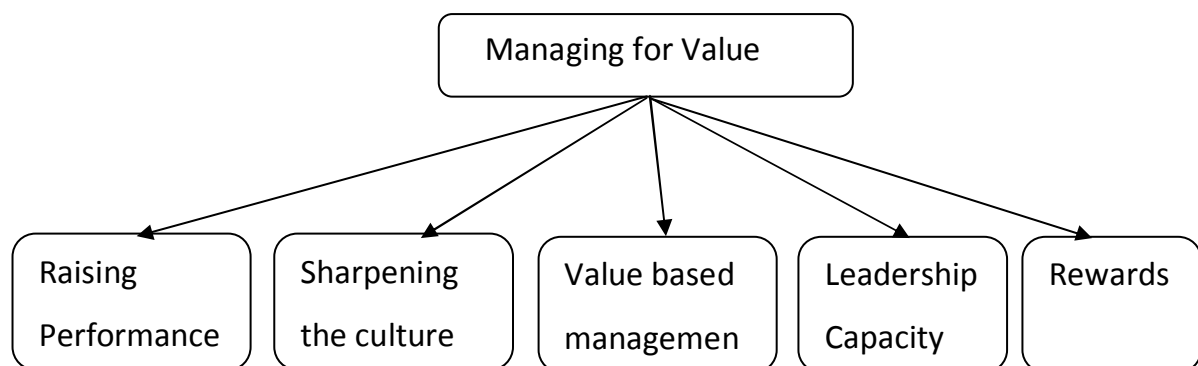 Managing for Value
Raising
Performance
Sharpening
the culture
Value based
managemen
Leadership
Capacity
Rewards